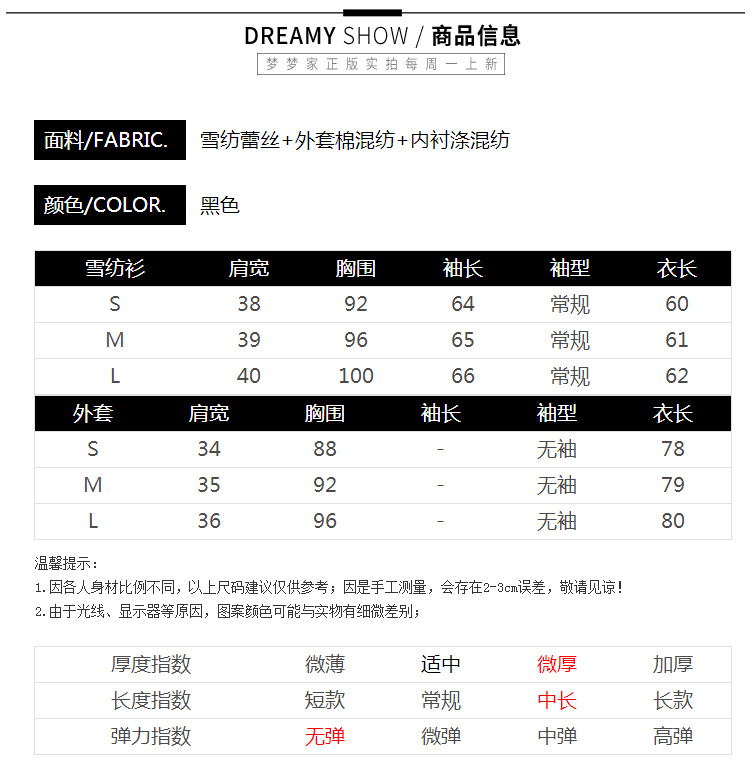 DREAMY SHOW / 商品信息
梦梦家正版实拍每周一上新
面料/FABRIC. 雪纺蕾丝+外套棉混纺+内衬涤混纺
颜色/COLOR. 黑色
雪纺衫 肩宽 胸围 袖长 袖型 衣长
S 38 92 64 常规 60
M 39 96 65 常规 61
L 40 100 66 常规 62
外套 肩宽 胸围 袖长 袖型 衣长
S 34 88 - 无袖 78
M 35 92 - 无袖 79
L 36 96 - 无袖 80
温馨提示:
1.因各人身材比例不同,以上尺码建议仅供参考;因是手工测量,会存在2-3cm误差,敬请见谅!
2.由于光线、显示器等原因,图案颜色可能与实物有细微差别;
厚度指数 微薄 适中 微厚 加厚
长度指数 短款 常规 中长 长款
弹力指数 无弹 微弹 中弹 高弹